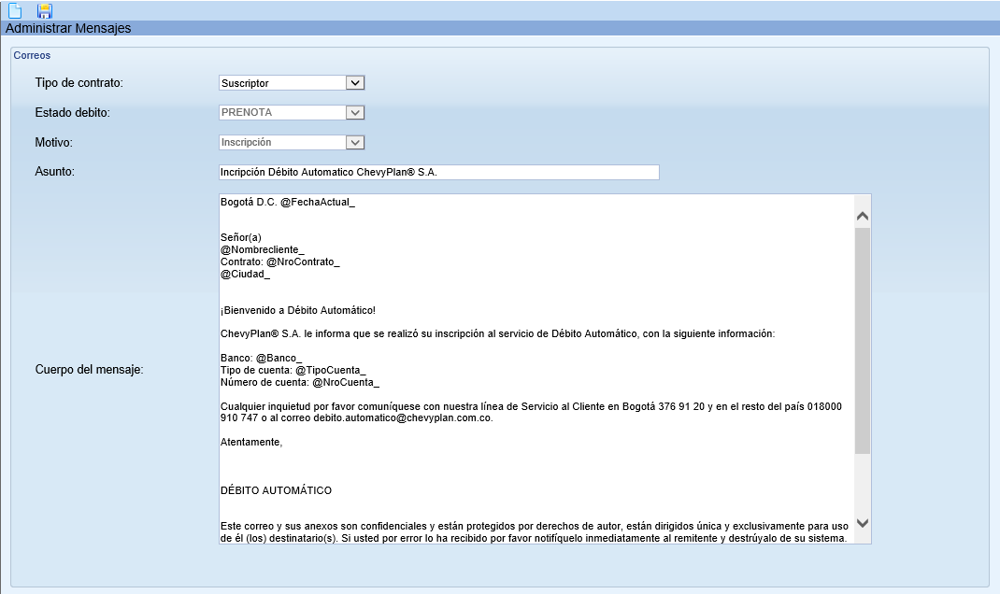 Administrar Mensajes
Correos
Tipo de contrato:
Suscriptor
Estado debito:
PRENOTA
Motivo:
Inscripción
Asunto:
Incripción Débito Automatico ChevyPlan® S.A.
Cuerpo del mensaje:
Bogotá D.C. @FechaActual_
Señor(a)
@Nombrecliente_
Contrato: @NroContrato_
@Ciudad_
¡Bienvenido a Débito Automático!
ChevyPlan® S.A. le informa que se realizó su inscripción al servicio de Débito Automático, con la siguiente información:
Banco: @Banco_
Tipo de cuenta: @TipoCuenta_
Número de cuenta: @NroCuenta_
Cualquier inquietud por favor comuníquese con nuestra línea de Servicio al Cliente en Bogotá 376 91 20 y en el resto del país 018000
910 747 o al correo debito.automatico@chevyplan.com.co.
Atentamente,
DÉBITO AUTOMÁTICO
Este correo y sus anexos son confidenciales y están protegidos por derechos de autor, están dirigidos única y exclusivamente para uso
de él (los) destinatario(s). Si usted por error lo ha recibido por favor notifíquelo inmediatamente al remitente y destrúyalo de su sistema.